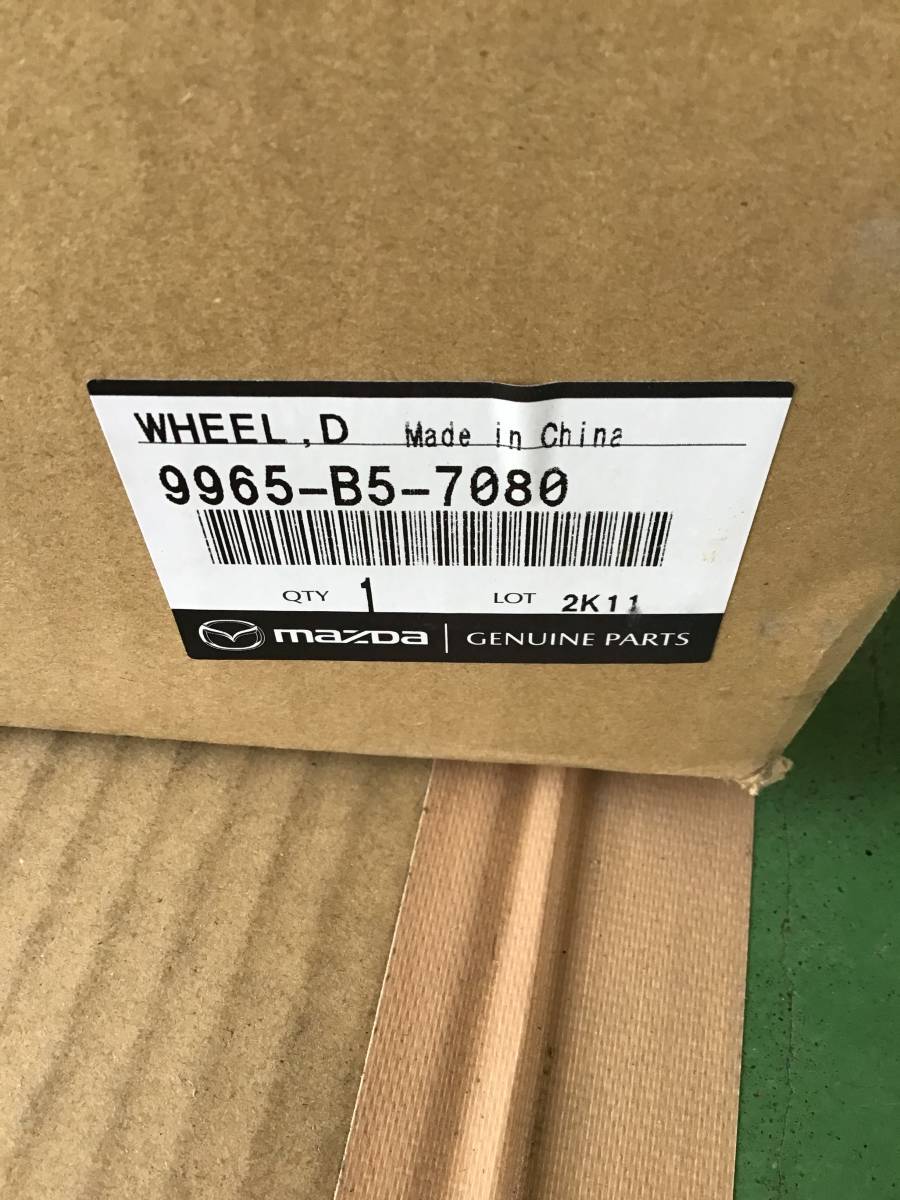 WHEEL,D Made in China
9965-B5-7080
QTY 1 LOT 2K11
mazda | GENUINE PARTS